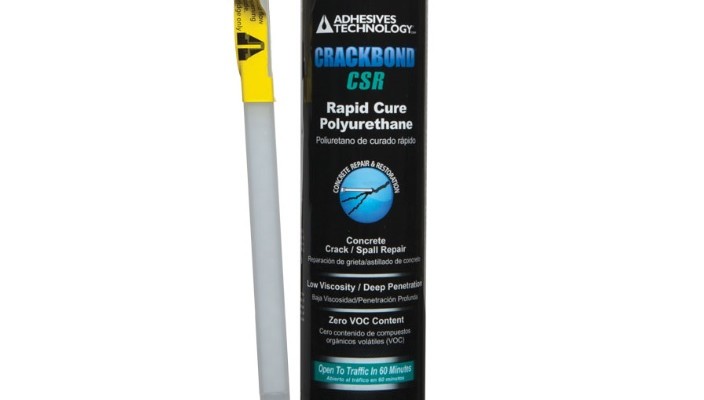 ADHESIVES
TECHNOLOGY
CRACKBOND
CSR
Rapid Cure
Polyurethane
Poliuretano de curado rápido
CONCRETE REPAIR & RESTORATION
Concrete
Crack / Spall Repair
Reparación de grieta/astillado de concreto
Low Viscosity / Deep Penetration
Baja Viscosidad/Penetración Profunda
Zero VOC Content
Cero contenido de compuestos
orgánicos volátiles (VOC)
Open To Traffic In 60 Minutes
Abierto al tráfico en 60 minutos